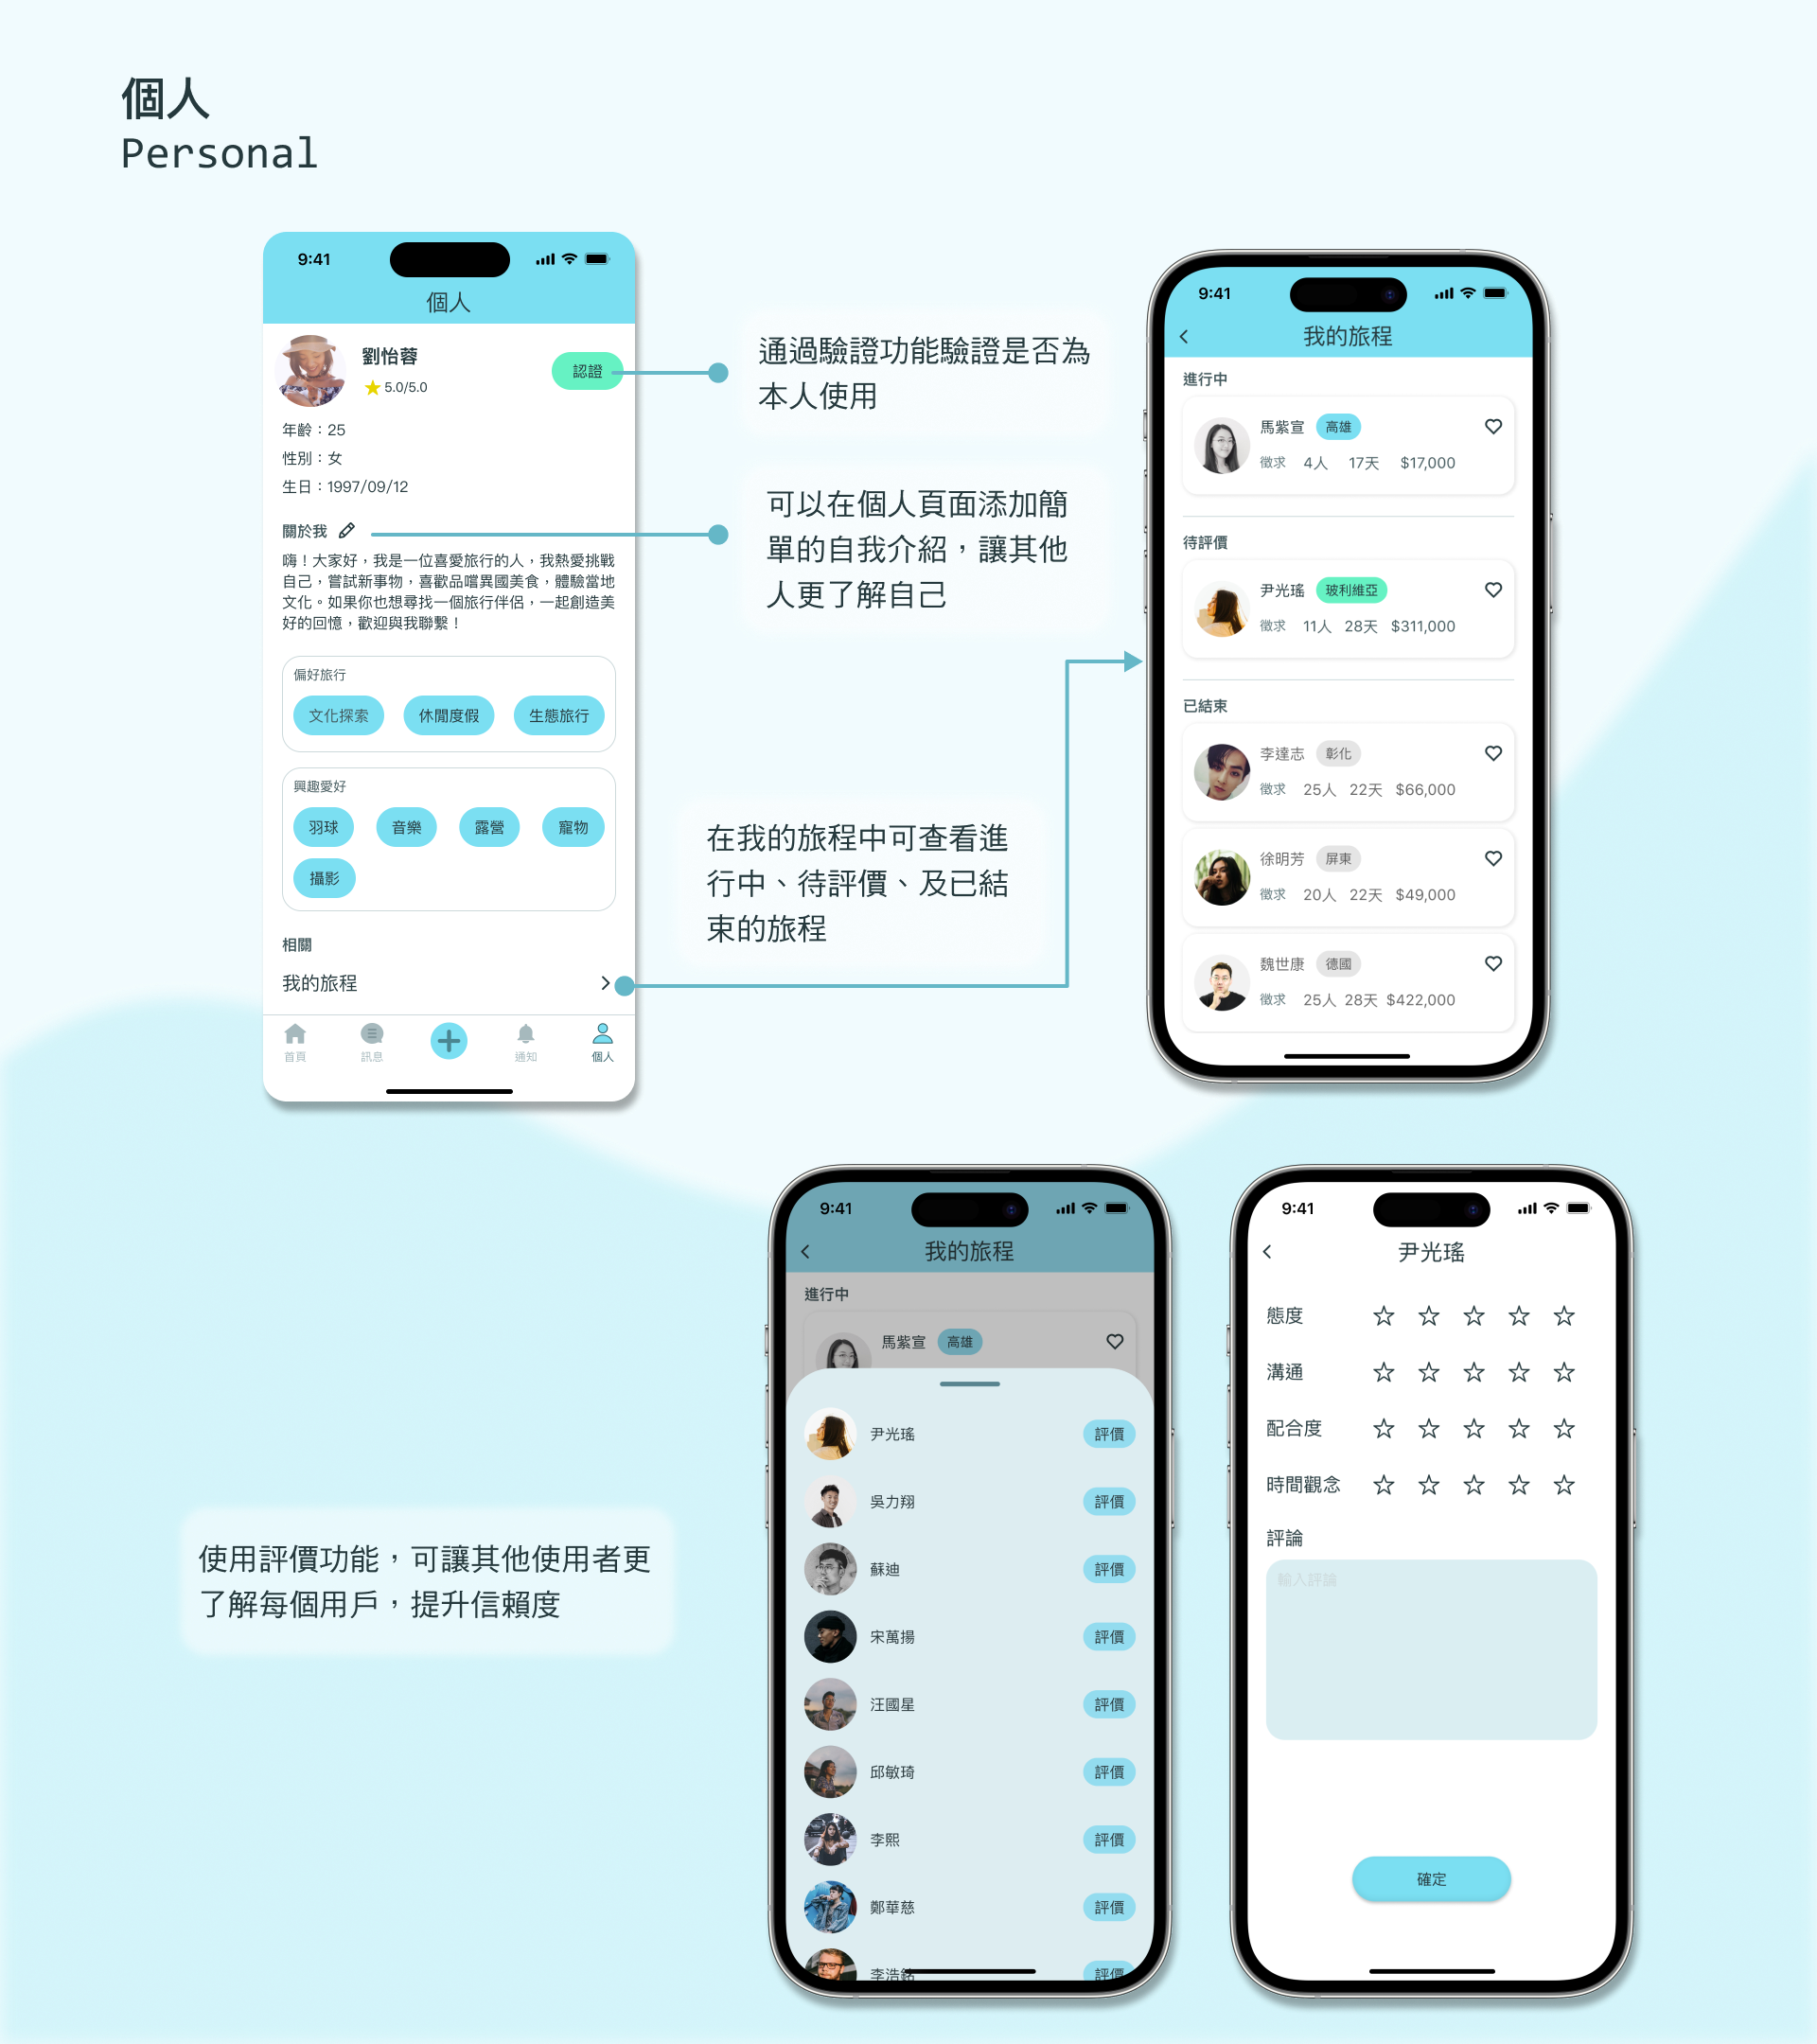 個人
Personal
9:41
個人
劉怡蓉
5.0/5.0
認證
年齡：25
性別：女
生日：1997/09/12
關於我
嗨！大家好，我是一位喜愛旅行的人，我熱愛挑戰
自己，嘗試新事物，喜歡品嚐異國美食，體驗當地
文化。如果你也想尋找一個旅行伴侶，一起創造美
好的回憶，歡迎與我聯繫！
偏好旅行
文化探索 休閒度假 生態旅行
興趣愛好
羽球 音樂 露營 寵物
攝影
相關
我的旅程
首頁 訊息 通知 個人
通過驗證功能驗證是否為
本人使用
可以在個人頁面添加簡
單的自我介紹，讓其他
人更了解自己
在我的旅程中可查看進
行中、待評價、及已結
束的旅程
9:41
我的旅程
進行中
馬紫宣 高雄
徵求 4人 17天 $17,000
待評價
尹光瑤 玻利維亞
徵求 11人 28天 $311,000
已結束
李達志 彰化
徵求 25人 22天 $66,000
徐明芳 屏東
徵求 20人 22天 $49,000
魏世康 德國
徵求 25人 28天 $422,000
使用評價功能，可讓其他使用者更
了解每個用戶，提升信賴度
9:41
我的旅程
進行中
馬紫宣 高雄
尹光瑤 評價
吳力翔 評價
蘇迪 評價
宋萬揚 評價
汪國星 評價
邱敏琦 評價
李熙 評價
鄭華慈 評價
李浩銘 評價
9:41
尹光瑤
態度
溝通
配合度
時間觀念
評論
輸入評論
確定